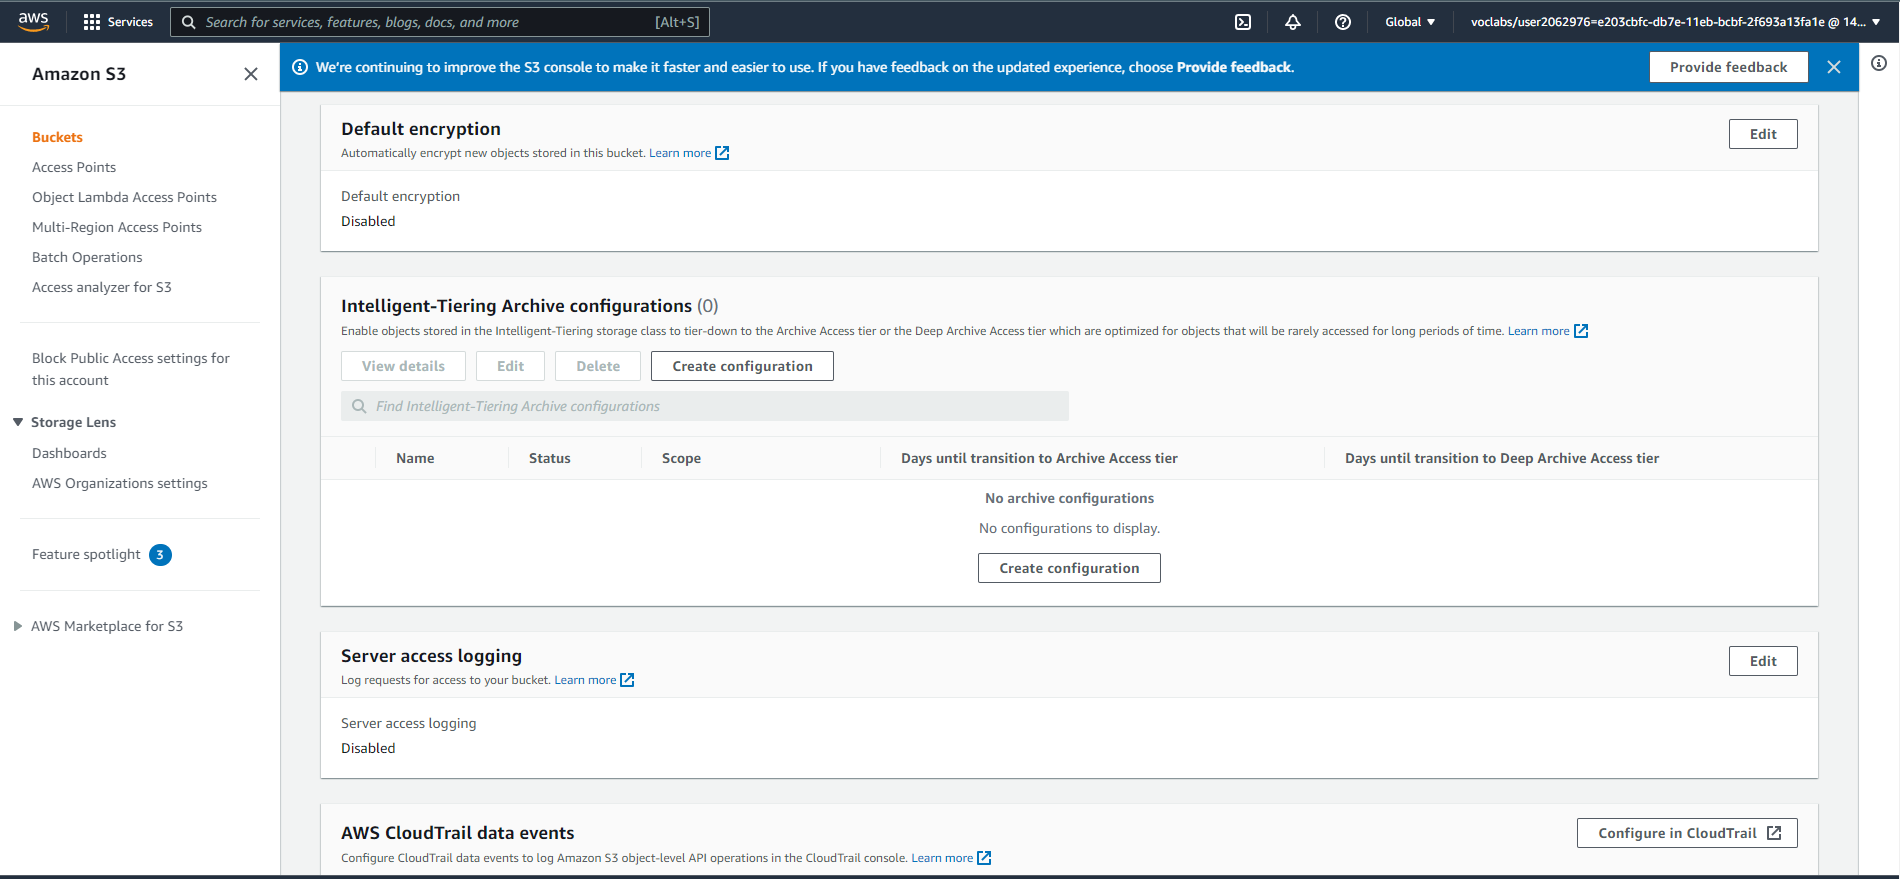 aws
Services
Search for services, features, blogs, docs, and more
[Alt+S]
Global
voclabs/user2062976=e203cbfc-db7e-11eb-bcbf-2f693a13fa1e @ 14...
Amazon S3
We're continuing to improve the S3 console to make it faster and easier to use. If you have feedback on the updated experience, choose Provide feedback.
Provide feedback
Buckets
Access Points
Object Lambda Access Points
Multi-Region Access Points
Batch Operations
Access analyzer for S3
Block Public Access settings for
this account
Storage Lens
Dashboards
AWS Organizations settings
Feature spotlight 3
AWS Marketplace for S3
Default encryption
Edit
Automatically encrypt new objects stored in this bucket. Learn more
Default encryption
Disabled
Intelligent-Tiering Archive configurations (0)
Enable objects stored in the Intelligent-Tiering storage class to tier-down to the Archive Access tier or the Deep Archive Access tier which are optimized for objects that will be rarely accessed for long periods of time. Learn more
View details Edit Delete Create configuration
Find Intelligent-Tiering Archive configurations
Name Status Scope Days until transition to Archive Access tier Days until transition to Deep Archive Access tier
No archive configurations
No configurations to display.
Create configuration
Server access logging
Edit
Log requests for access to your bucket. Learn more
Server access logging
Disabled
AWS CloudTrail data events
Configure in CloudTrail
Configure CloudTrail data events to log Amazon S3 object-level API operations in the CloudTrail console. Learn more